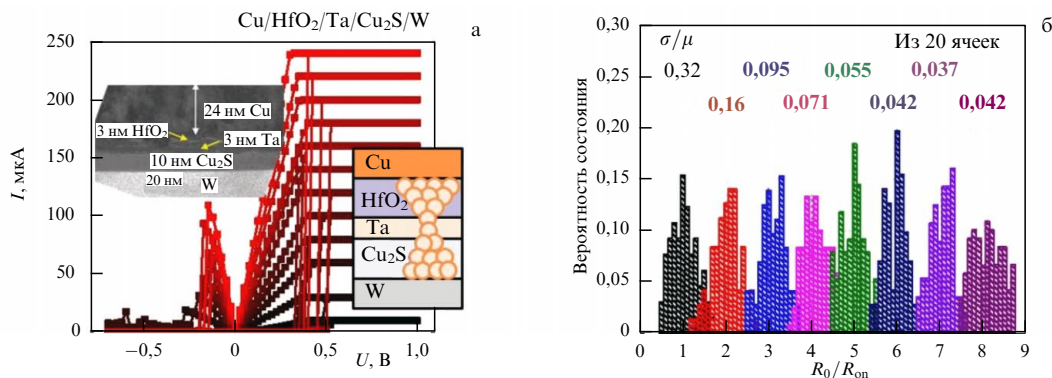 Cu/HfO₂/Ta/Cu₂S/W
а
I, мкА
250
200
150
100
50
0
24 нм Cu
3 нм HfO₂
3 нм Ta
10 нм Cu₂S
20 нм
W
Cu
HfO₂
Ta
Cu₂S
W
−0,5
0
0,5
1,0
U, В
б
Вероятность состояния
0,30
0,25
0,20
0,15
0,10
0,05
0
σ/μ
Из 20 ячеек
0,32
0,095
0,055
0,037
0,16
0,071
0,042
0,042
1 2 3 4 5 6 7 8 9
R₀/Rₒₙ